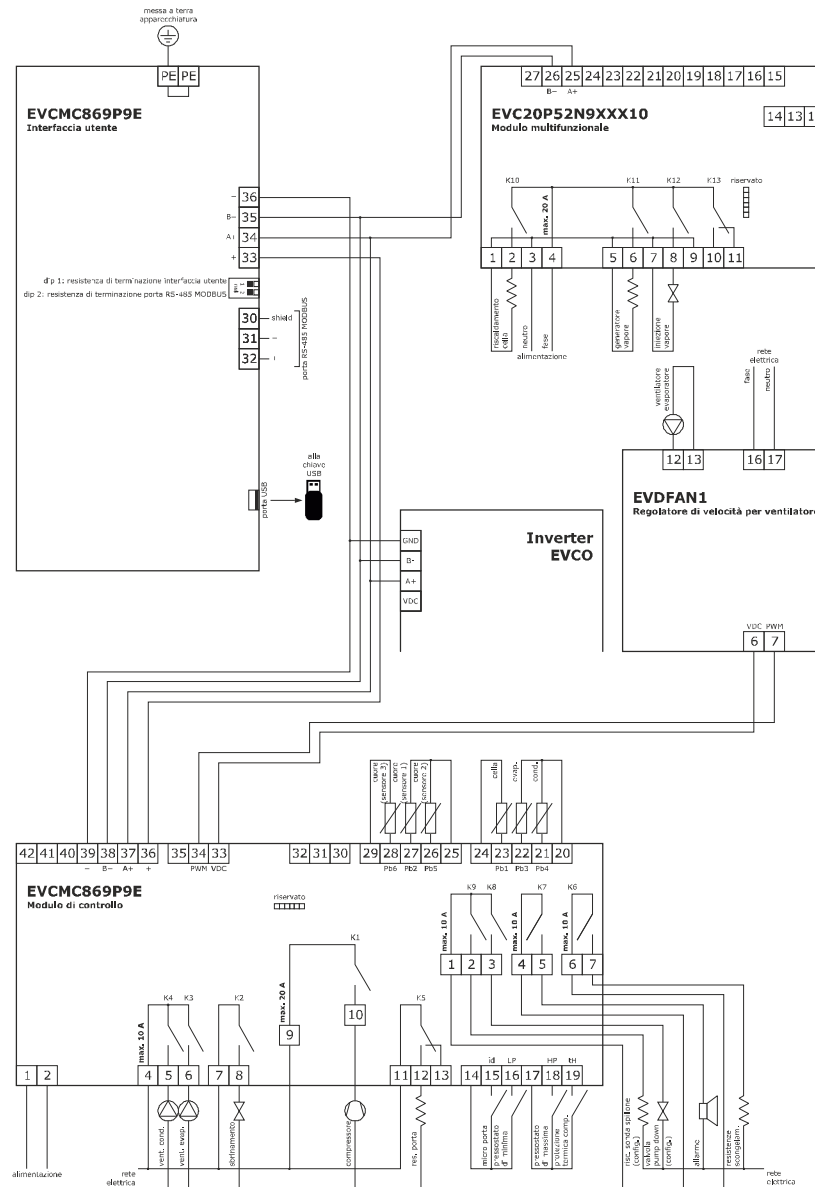 messa a terra
apparecchiatura
PE PE
EVCMC869P9E
Interfaccia utente
- 36
B- 35
A+ 34
+ 33
dip 1: resistenza di terminazione interfaccia utente
dip 2: resistenza di terminazione porta RS-485 MODBUS
30 shield
31 -
32 +
porta RS-485 MODBUS
porta USB
alla
chiave
USB
27 26 25 24 23 22 21 20 19 18 17 16 15
B- A+
EVC20P52N9XXX10
Modulo multifunzionale
14 13
K10
max. 20 A
K11 K12 K13
riservato
1 2 3 4
5 6 7 8 9 10 11
riscaldamento
cella
neutro
fase
alimentazione
generatore
vapore
iniezione
vapore
rete
elettrica
fase
neutro
ventilatore
evaporatore
12 13
16 17
EVDFAN1
Regolatore di velocità per ventilatore
VDC PWM
6 7
GND
B-
A+
VDC
Inverter
EVCO
cuore
(sensore 3)
cuore
(sensore 1)
cuore
(sensore 2)
cella
evap.
cond.
42 41 40 39 38 37 36 35 34 33 32 31 30 29 28 27 26 25 24 23 22 21 20
- B- A+ + PWM VDC Pb6 Pb2 Pb5 Pb1 Pb3 Pb4
EVCMC869P9E
Modulo di controllo
riservato
K9 K8 K7 K6
max. 10 A
max. 10 A
max. 10 A
1 2 3 4 5 6 7
K1
max. 20 A
9
10
K4 K3 K2 K5
max. 10 A
id LP HP tH
1 2 4 5 6 7 8 11 12 13 14 15 16 17 18 19
alimentazione
rete
elettrica
vent. cond.
vent. evap.
sbrinamento
compressore
res. porta
micro porta
pressostato
di minima
pressostato
di massima
protezione
termica comp.
risc. sonda spillone
(config.)
valvola
pump down
(config.)
allarme
resistenze
scongelam.
rete
elettrica